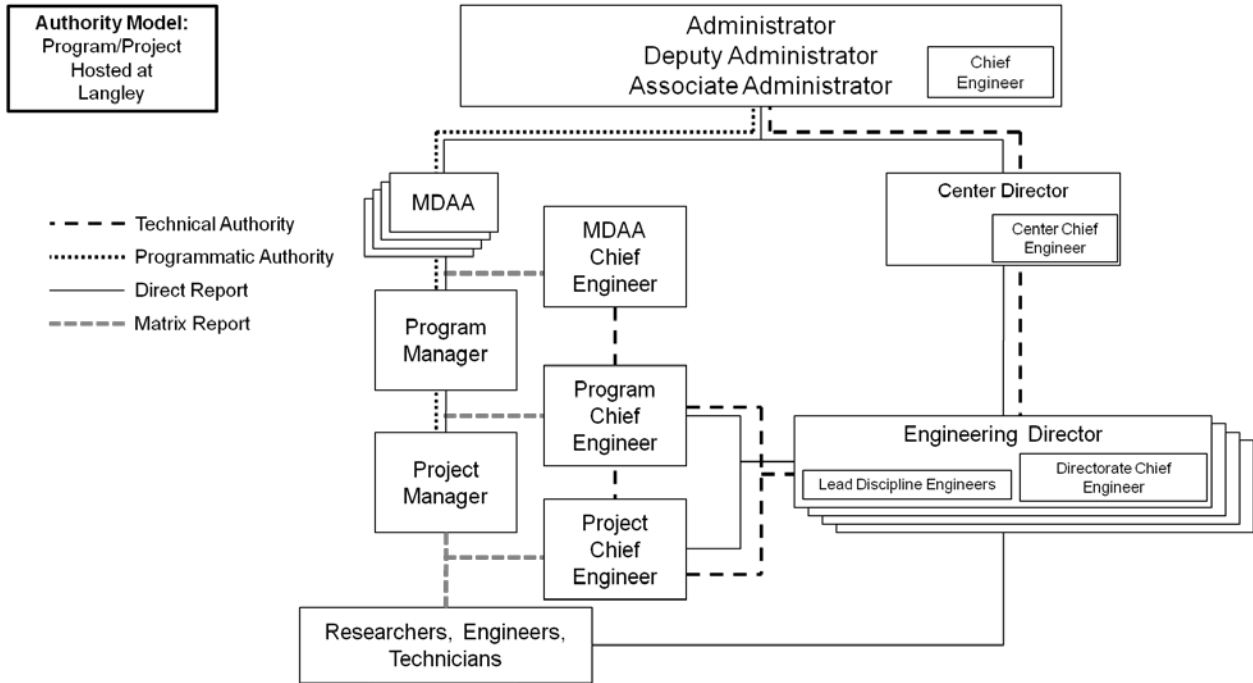 Authority Model:
Program/Project
Hosted at
Langley
Administrator
Deputy Administrator
Associate Administrator
Chief
Engineer
MDAA
MDAA
Chief
Engineer
Center Director
Center Chief
Engineer
Technical Authority
Programmatic Authority
Direct Report
Matrix Report
Program
Manager
Program
Chief
Engineer
Project
Manager
Engineering Director
Lead Discipline Engineers
Directorate Chief
Engineer
Project
Chief
Engineer
Researchers, Engineers,
Technicians